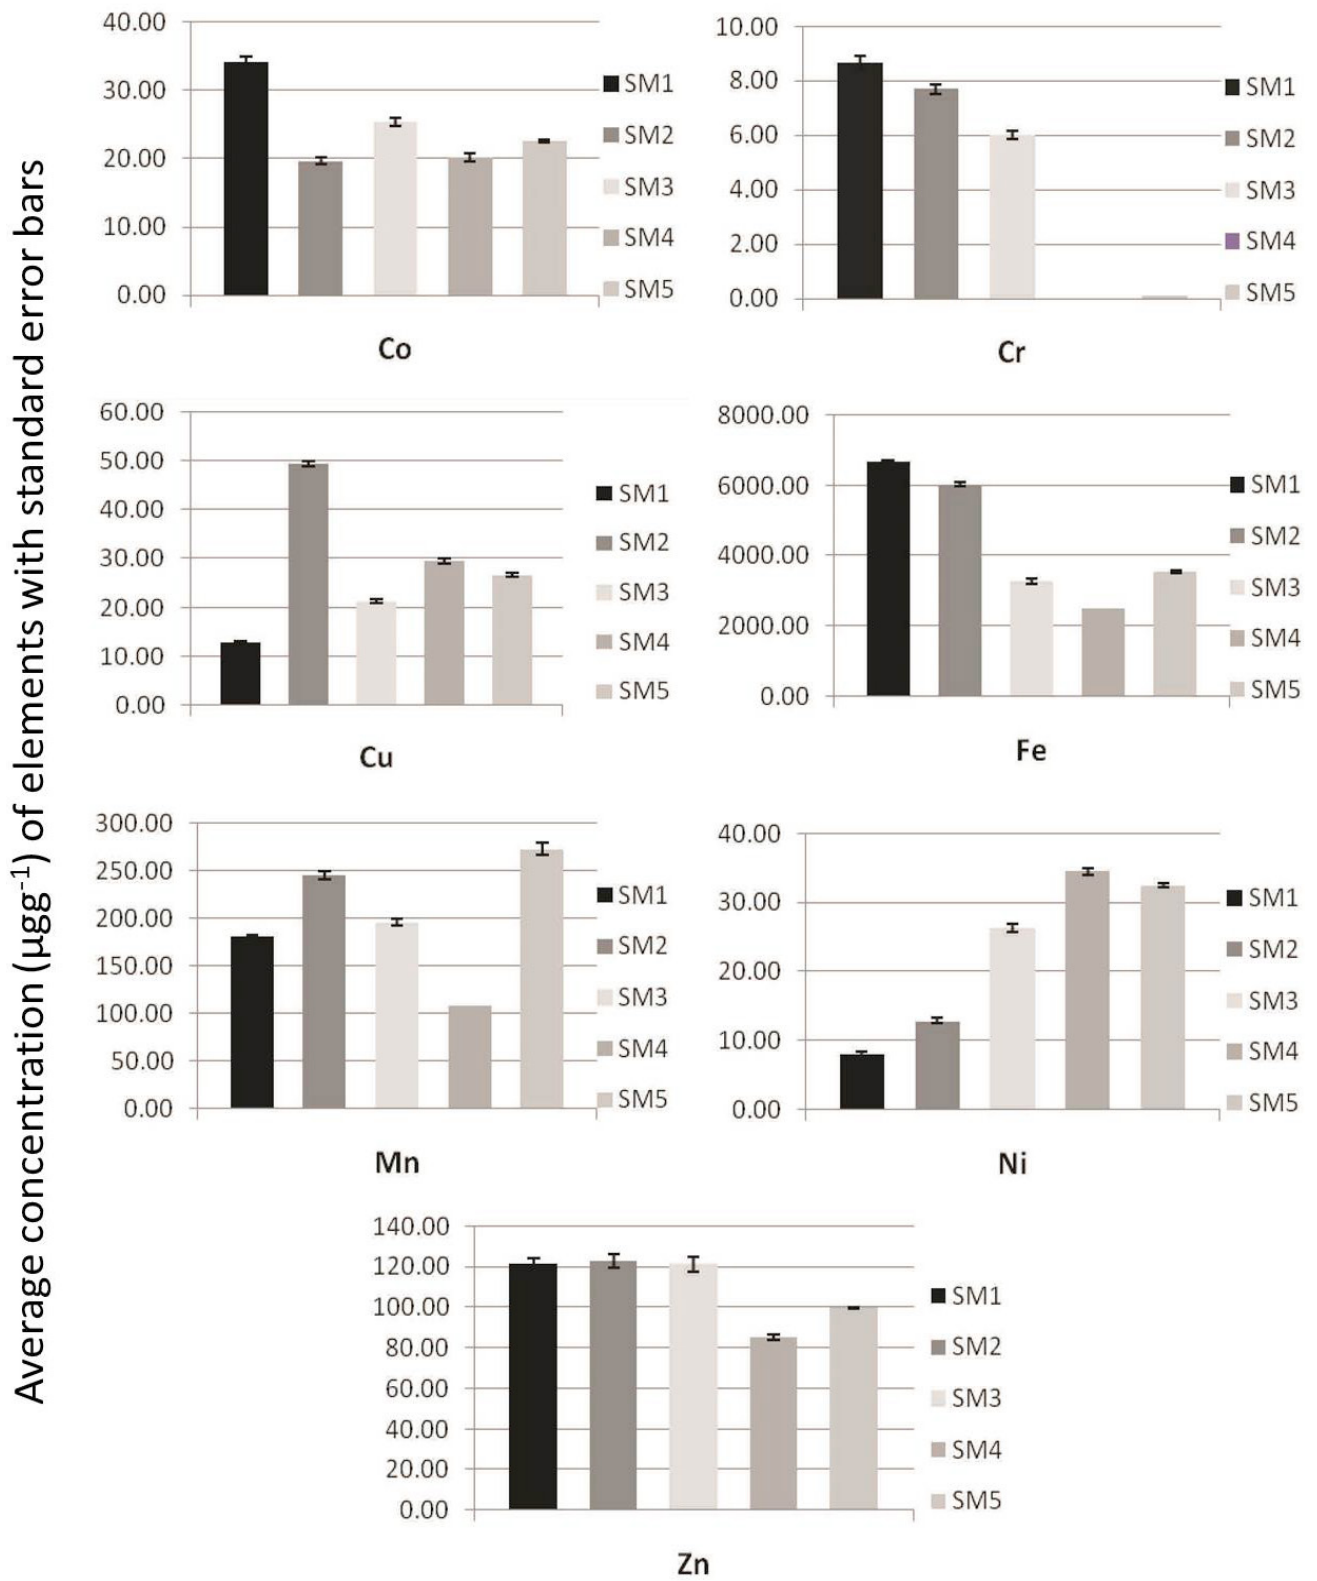 Average concentration (µgg-1) of elements with standard error bars
40.00
30.00
20.00
10.00
0.00
SM1
SM2
SM3
SM4
SM5
Co
10.00
8.00
6.00
4.00
2.00
0.00
SM1
SM2
SM3
SM4
SM5
Cr
60.00
50.00
40.00
30.00
20.00
10.00
0.00
SM1
SM2
SM3
SM4
SM5
Cu
8000.00
6000.00
4000.00
2000.00
0.00
SM1
SM2
SM3
SM4
SM5
Fe
300.00
250.00
200.00
150.00
100.00
50.00
0.00
SM1
SM2
SM3
SM4
SM5
Mn
40.00
30.00
20.00
10.00
0.00
SM1
SM2
SM3
SM4
SM5
Ni
140.00
120.00
100.00
80.00
60.00
40.00
20.00
0.00
SM1
SM2
SM3
SM4
SM5
Zn